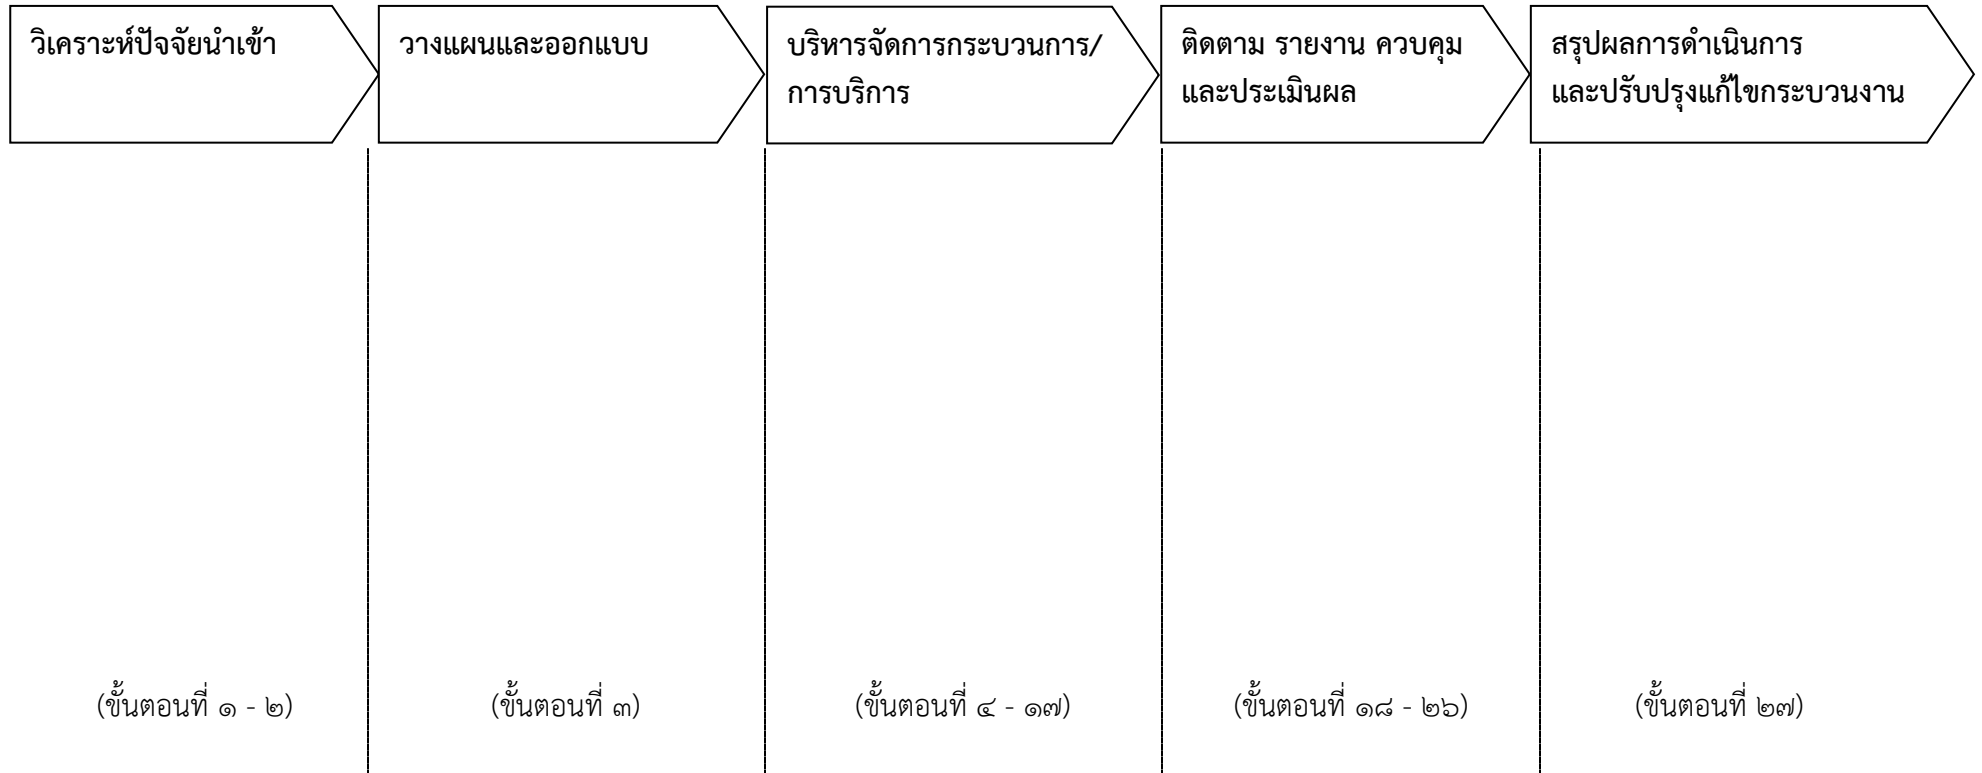 วิเคราะห์ปัจจัยนำเข้า
วางแผนและออกแบบ
บริหารจัดการกระบวนการ/
การบริการ
ติดตาม รายงาน ควบคุม
และประเมินผล
สรุปผลการดำเนินการ
และปรับปรุงแก้ไขกระบวนงาน
(ขั้นตอนที่ ๑ - ๒)
(ขั้นตอนที่ ๓)
(ขั้นตอนที่ ๔ - ๑๗)
(ขั้นตอนที่ ๑๘ - ๒๖)
(ขั้นตอนที่ ๒๗)